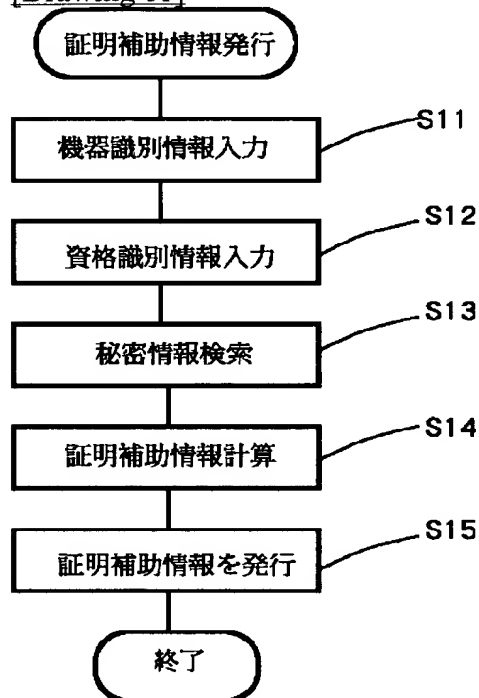 証明補助情報発行
機器識別情報入力
S11
資格識別情報入力
S12
秘密情報検索
S13
証明補助情報計算
S14
証明補助情報を発行
S15
終了